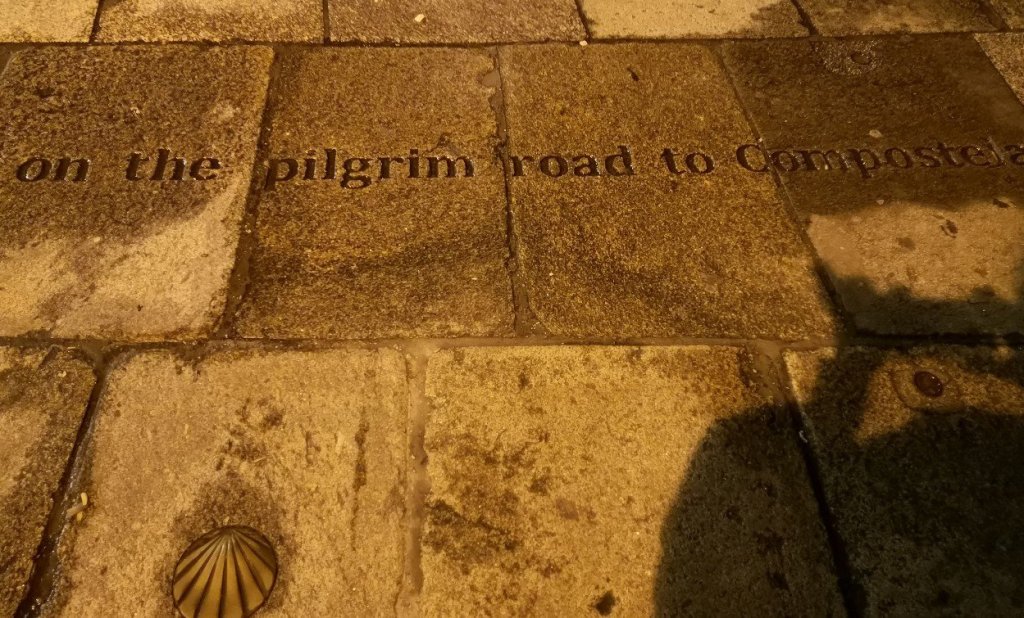 on the pilgrim road to Compostela